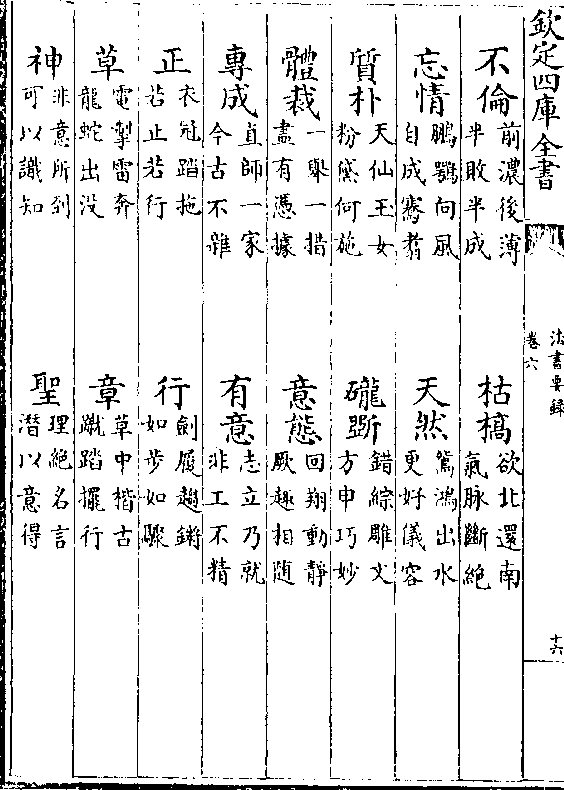 欽定四庫全書
法書要錄
卷六
十六
不倫 前濃後薄 半敗半成 枯槁 欲北還南 氣脉斷絶
忘情 鵬鶚向風 自成騫翥 天然 鴛鴻出水 更好儀容
質朴 天仙玉女 粉黛何施 礲斵 錯綜雕文 方申巧妙
體裁 一舉一措 盡有憑據 意態 回翔動靜 厥趣相随
專成 直師一家 今古不雜 有意 志立乃就 非工不精
正 衣冠踏拖 若止若行 行 劍履趨鏘 如步如驟
草 電掣雷奔 龍蛇出没 章 草中楷古 蹴蹈擺行
神 非意所到 可以識知 聖 理絶名言 潛以意得